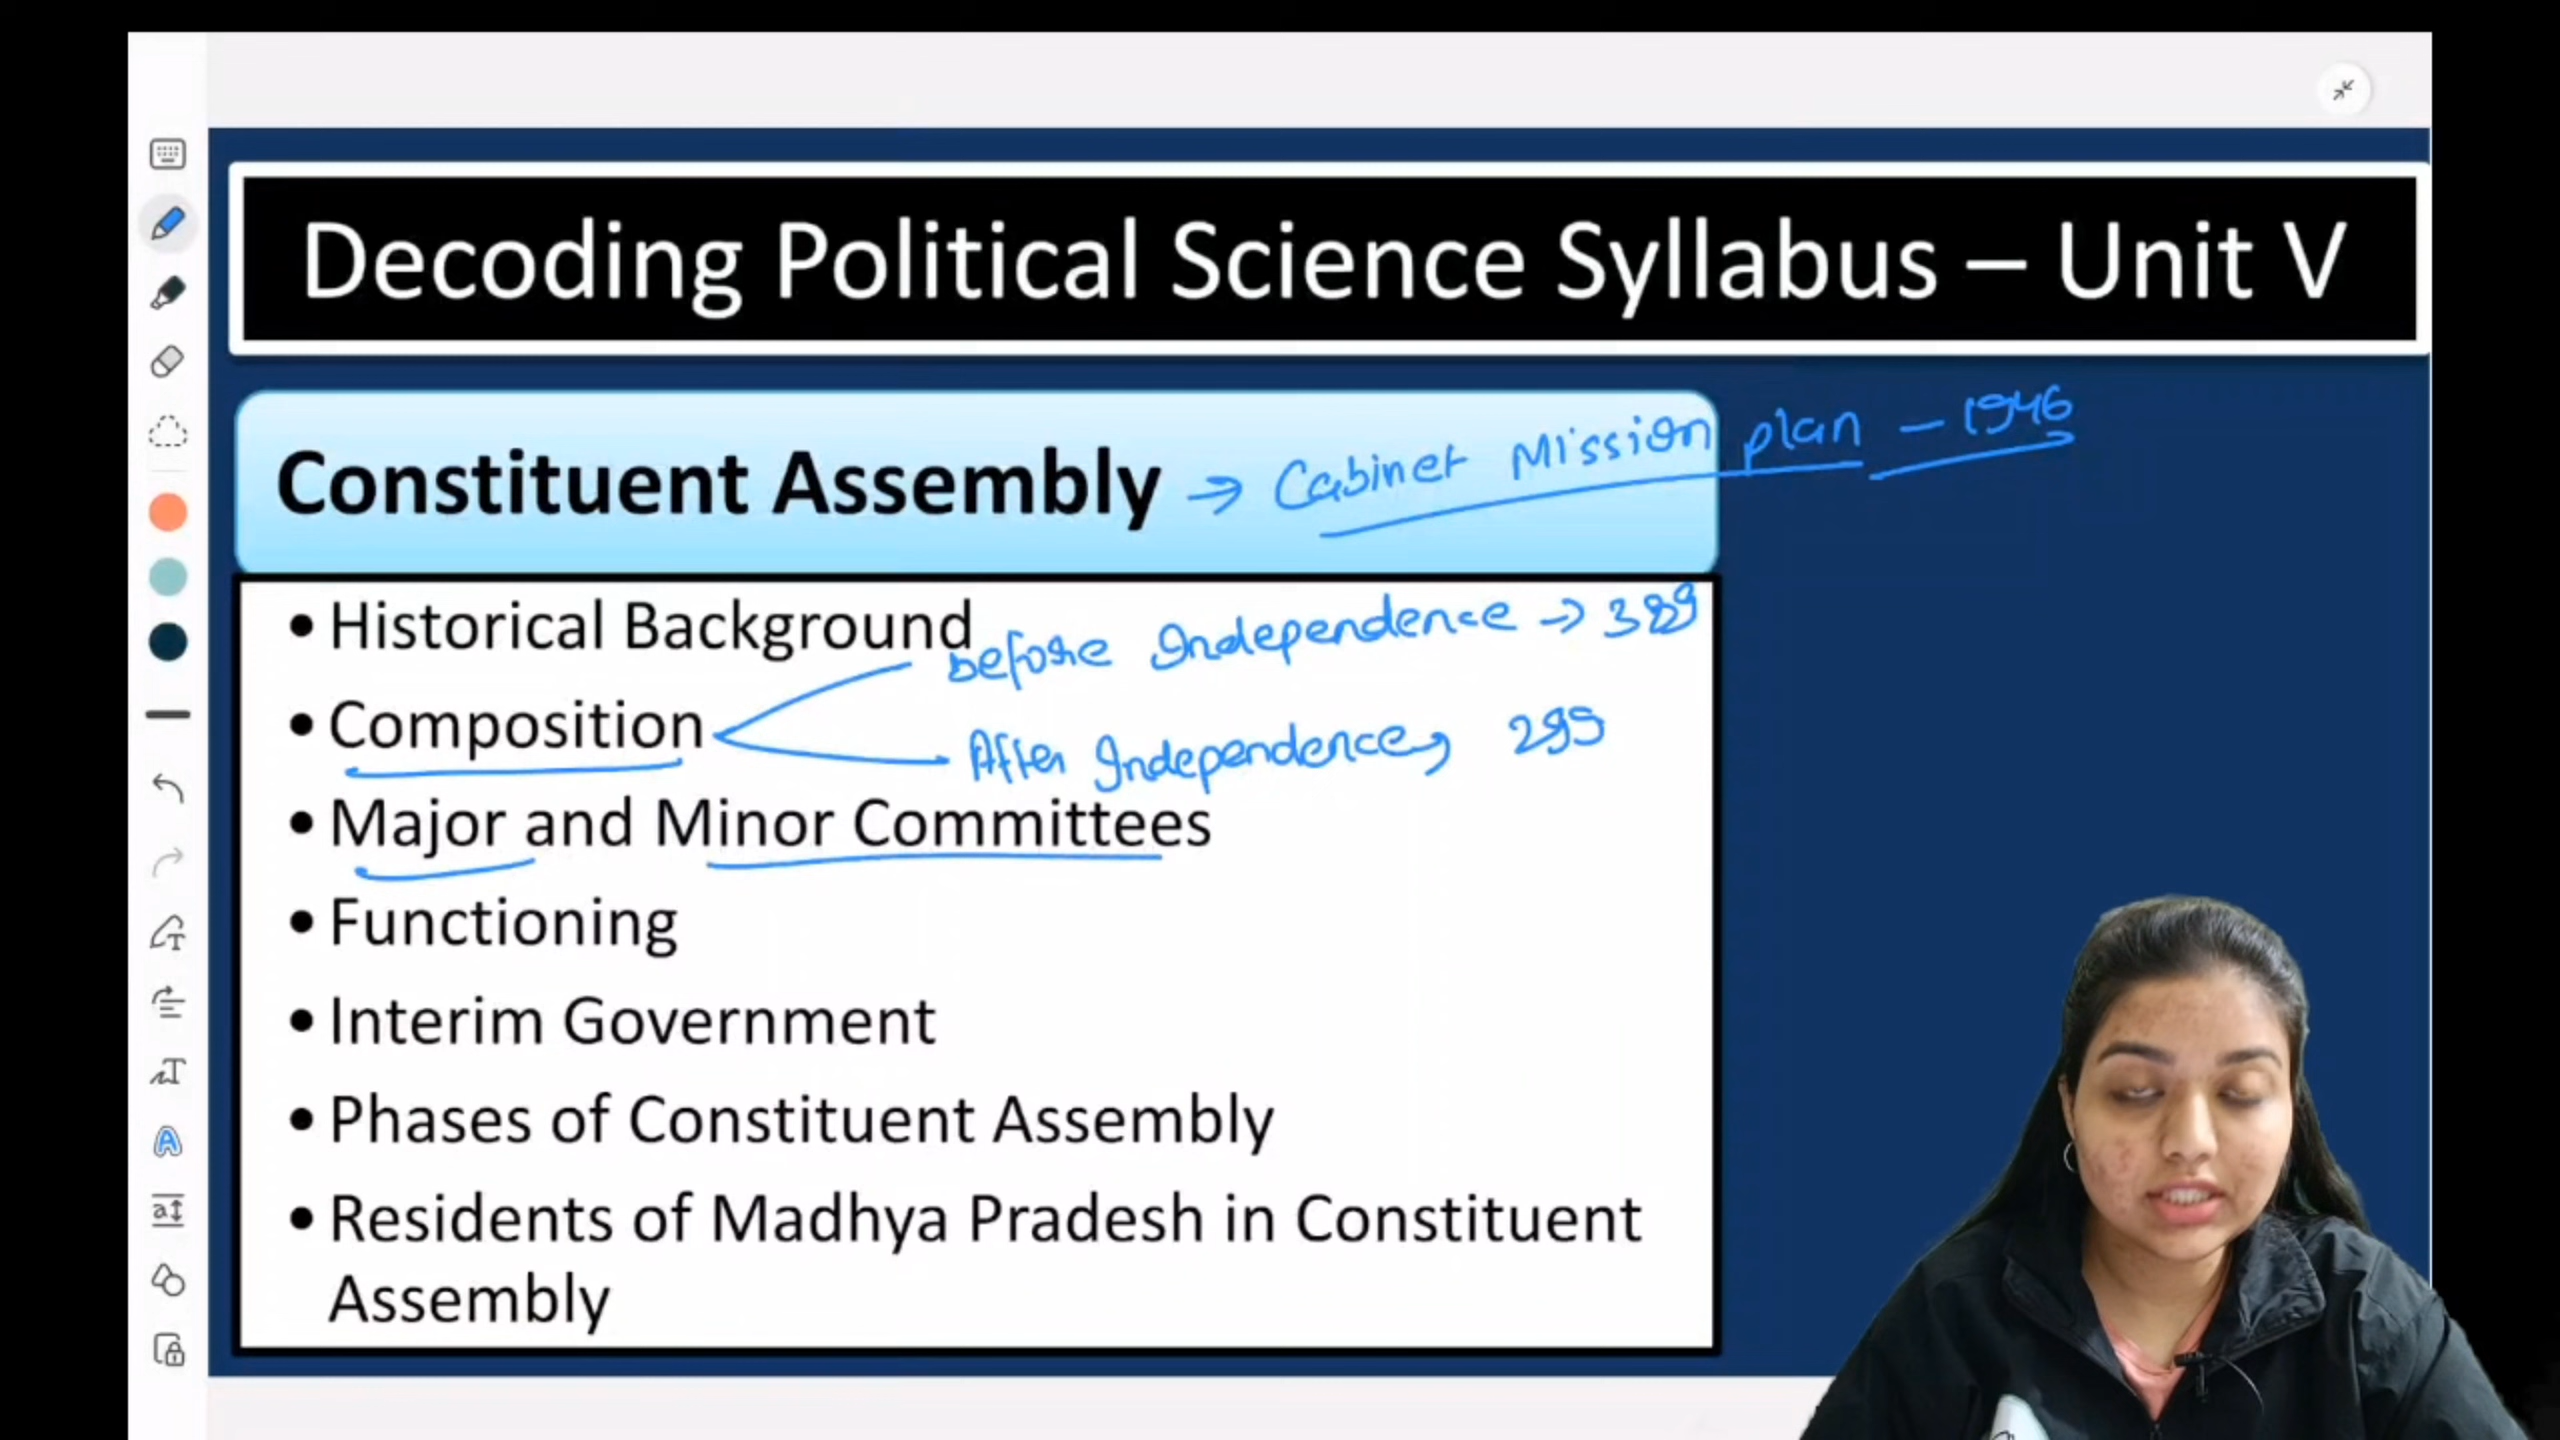 Decoding Political Science Syllabus – Unit V
Constituent Assembly → Cabinet Mission plan – 1946
• Historical Background
before Independence → 389
• Composition
After Independence, 299
• Major and Minor Committees
• Functioning
• Interim Government
• Phases of Constituent Assembly
• Residents of Madhya Pradesh in Constituent
Assembly